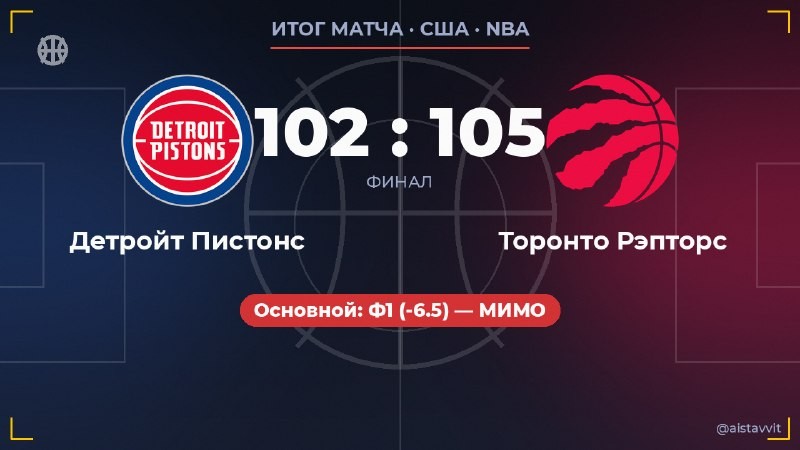 ИТОГ МАТЧА · США · NBA
DETROIT
PISTONS
102 : 105
ФИНАЛ
Детройт Пистонс
Торонто Рэпторс
Основной: Ф1 (-6.5) — МИМО
@aistavvit